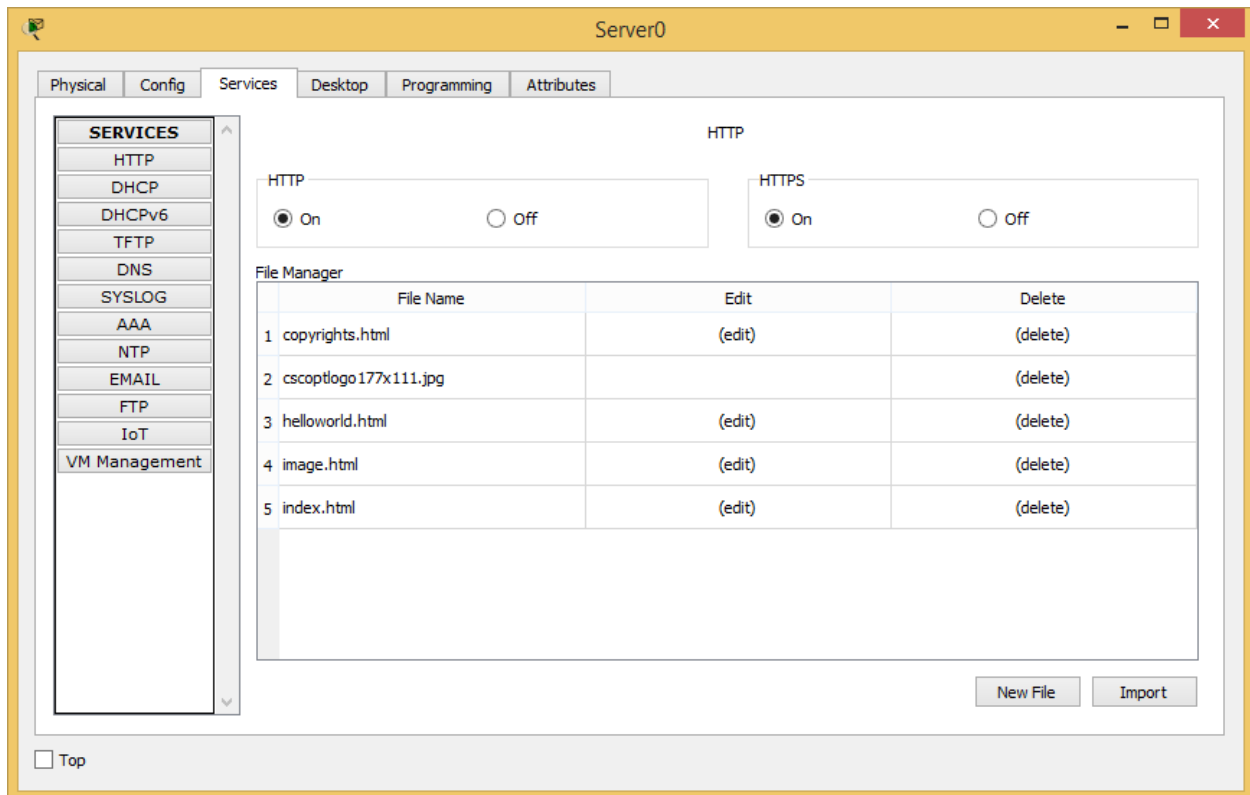 Server0
Physical Config Services Desktop Programming Attributes
SERVICES
HTTP
DHCP
DHCPv6
TFTP
DNS
SYSLOG
AAA
NTP
EMAIL
FTP
IoT
VM Management
HTTP
HTTP
On Off
HTTPS
On Off
File Manager
File Name Edit Delete
1 copyrights.html (edit) (delete)
2 cscoptlogo177x111.jpg (delete)
3 helloworld.html (edit) (delete)
4 image.html (edit) (delete)
5 index.html (edit) (delete)
New File Import
Top